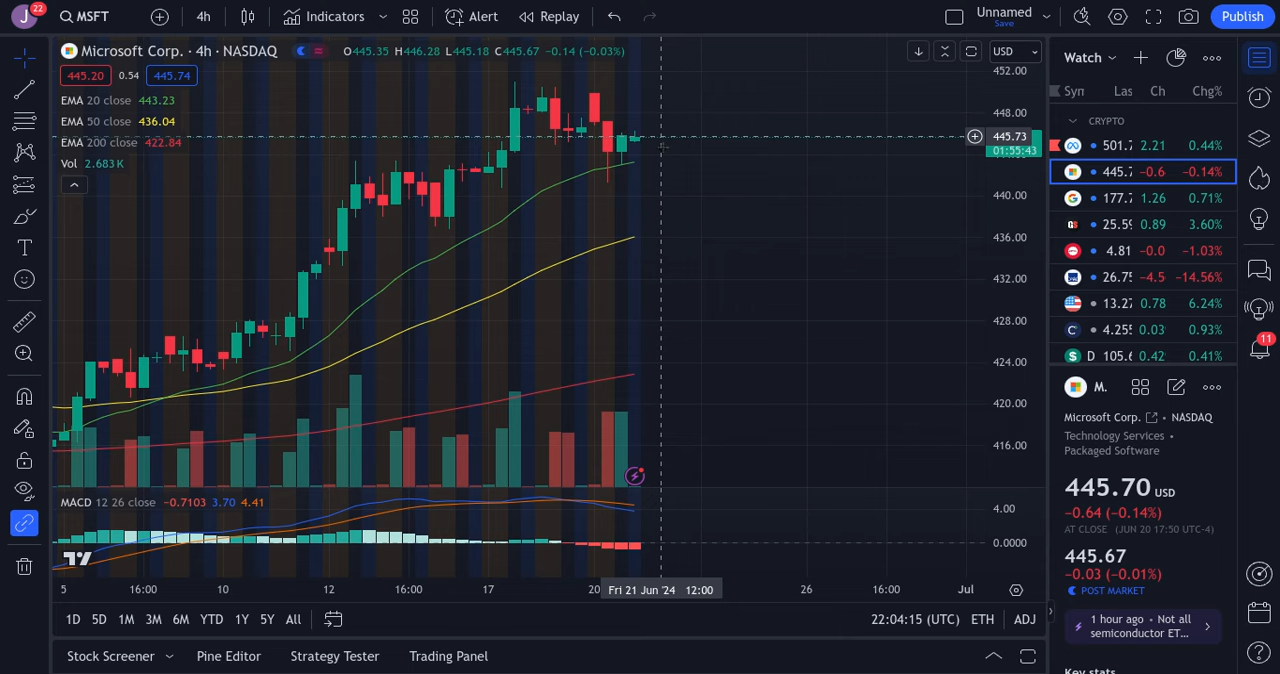 J 22 MSFT 4h Indicators Alert Replay Unnamed Save Publish
Microsoft Corp. · 4h · NASDAQ O445.35 H446.28 L445.18 C445.67 −0.14 (−0.03%) USD
445.20 0.54 445.74
EMA 20 close 443.23
EMA 50 close 436.04
EMA 200 close 422.84
Vol 2.683 K
452.00
448.00
445.73
01:55:43
440.00
436.00
432.00
428.00
424.00
420.00
416.00
MACD 12 26 close −0.7103 3.70 4.41
4.00
0.0000
5 16:00 10 12 16:00 17 20 Fri 21 Jun '24 12:00 26 16:00 Jul
1D 5D 1M 3M 6M YTD 1Y 5Y All 22:04:15 (UTC) ETH ADJ
Stock Screener Pine Editor Strategy Tester Trading Panel
Watch
Syn Las Ch Chg%
CRYPTO
501.7 2.21 0.44%
445.7 −0.6 −0.14%
177.7 1.26 0.71%
25.59 0.89 3.60%
4.81 −0.0 −1.03%
26.75 −4.5 −14.56%
13.27 0.78 6.24%
4.255 0.03 0.93%
D 105.6 0.42 0.41%
M.
Microsoft Corp. • NASDAQ
Technology Services •
Packaged Software
445.70 USD
−0.64 (−0.14%)
AT CLOSE (JUN 20 17:50 UTC-4)
445.67
−0.03 (−0.01%)
POST MARKET
1 hour ago • Not all
semiconductor ET...
Key stats
11